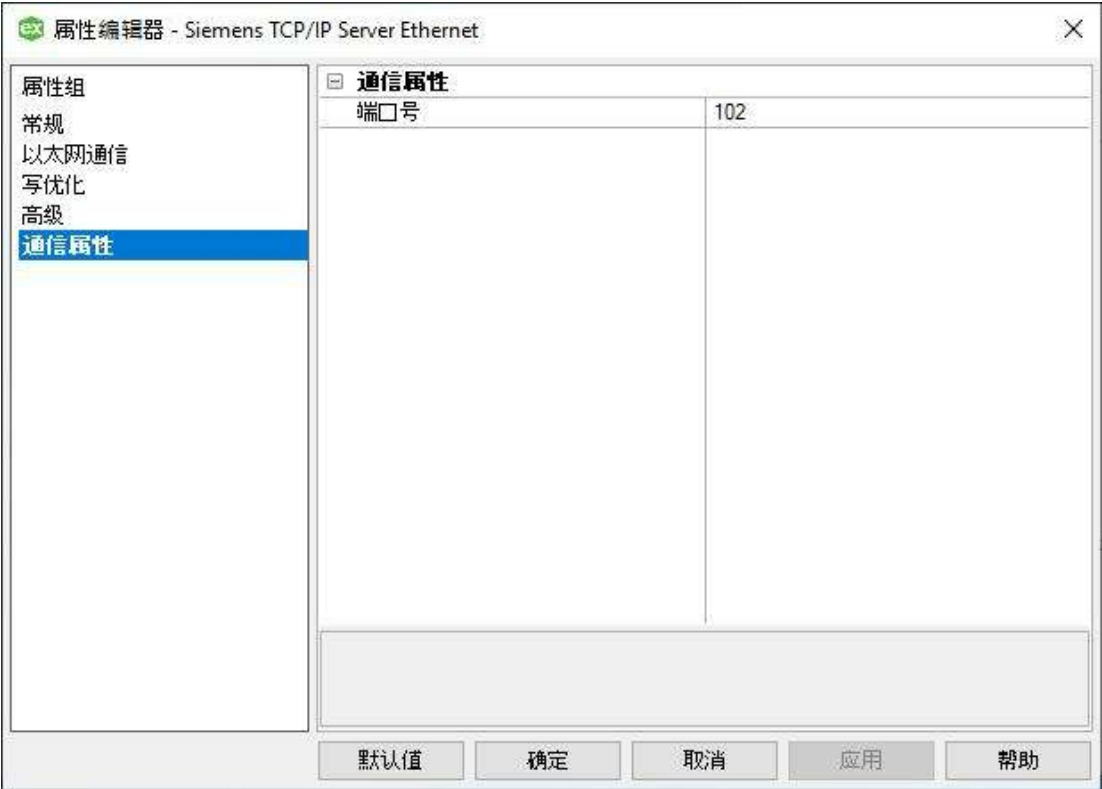 ex 属性编辑器 - Siemens TCP/IP Server Ethernet
属性组
常规
以太网通信
写优化
高级
通信属性
通信属性
端口号 102
默认值 确定 取消 应用 帮助